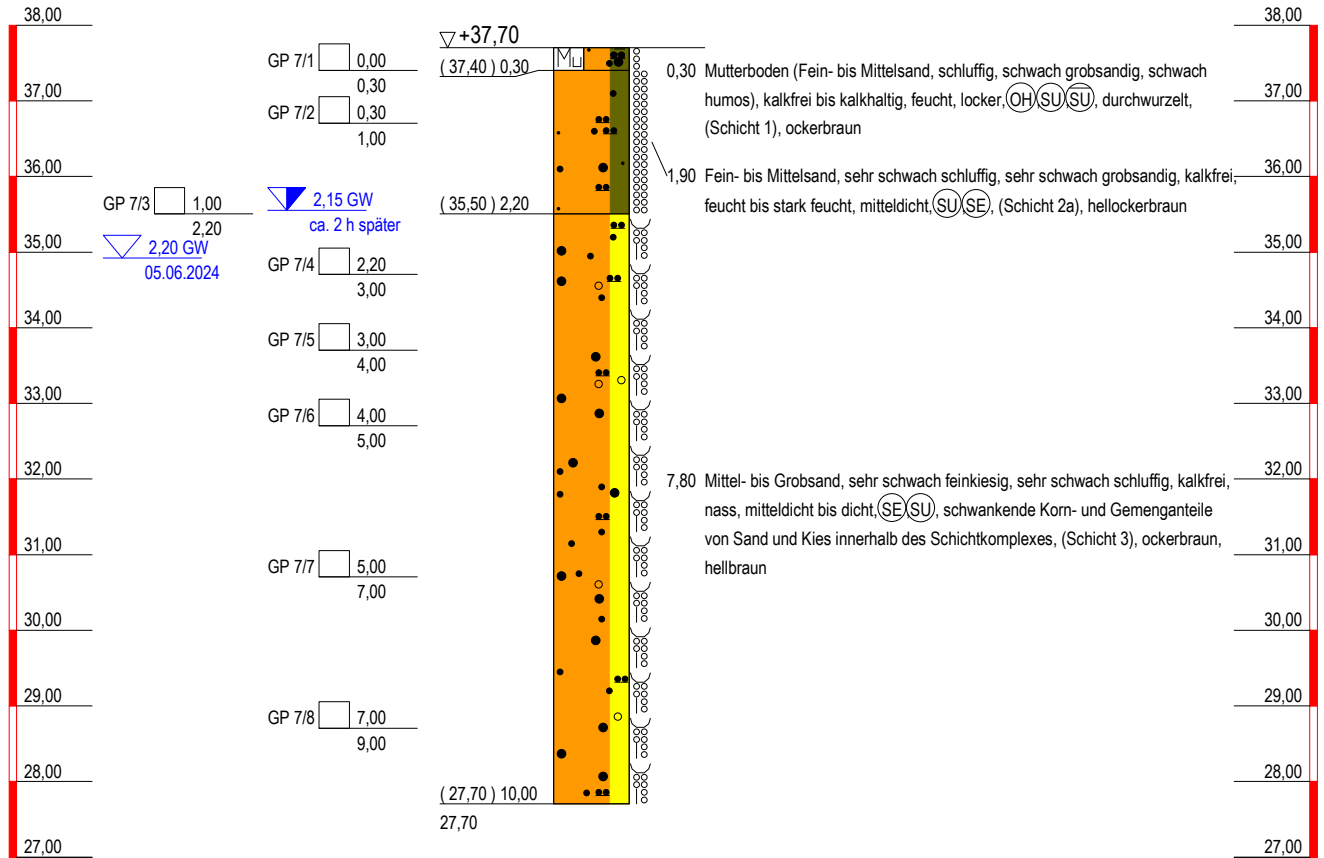 38,00
37,00
36,00
35,00
34,00
33,00
32,00
31,00
30,00
29,00
28,00
27,00
GP 7/1 0,00
0,30
GP 7/2 0,30
1,00
GP 7/3 1,00
2,20
2,15 GW
ca. 2 h später
2,20 GW
05.06.2024
GP 7/4 2,20
3,00
GP 7/5 3,00
4,00
GP 7/6 4,00
5,00
GP 7/7 5,00
7,00
GP 7/8 7,00
9,00
+37,70
Mu
( 37,40 ) 0,30
( 35,50 ) 2,20
( 27,70 ) 10,00
27,70
0,30 Mutterboden (Fein- bis Mittelsand, schluffig, schwach grobsandig, schwach
humos), kalkfrei bis kalkhaltig, feucht, locker, OH SU SU̅, durchwurzelt,
(Schicht 1), ockerbraun
1,90 Fein- bis Mittelsand, sehr schwach schluffig, sehr schwach grobsandig, kalkfrei,
feucht bis stark feucht, mitteldicht, SU SE, (Schicht 2a), hellockerbraun
7,80 Mittel- bis Grobsand, sehr schwach feinkiesig, sehr schwach schluffig, kalkfrei,
nass, mitteldicht bis dicht, SE SU, schwankende Korn- und Gemenganteile
von Sand und Kies innerhalb des Schichtkomplexes, (Schicht 3), ockerbraun,
hellbraun
38,00
37,00
36,00
35,00
34,00
33,00
32,00
31,00
30,00
29,00
28,00
27,00